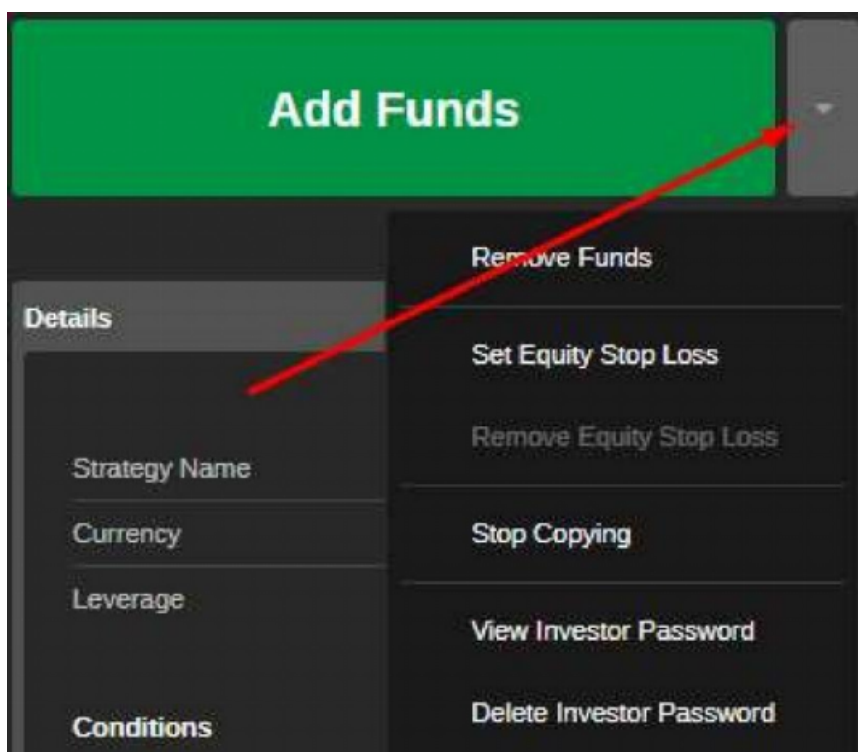 Add Funds
Remove Funds
Details
Set Equity Stop Loss
Remove Equity Stop Loss
Strategy Name
Currency
Stop Copying
Leverage
View Investor Password
Delete Investor Password
Conditions